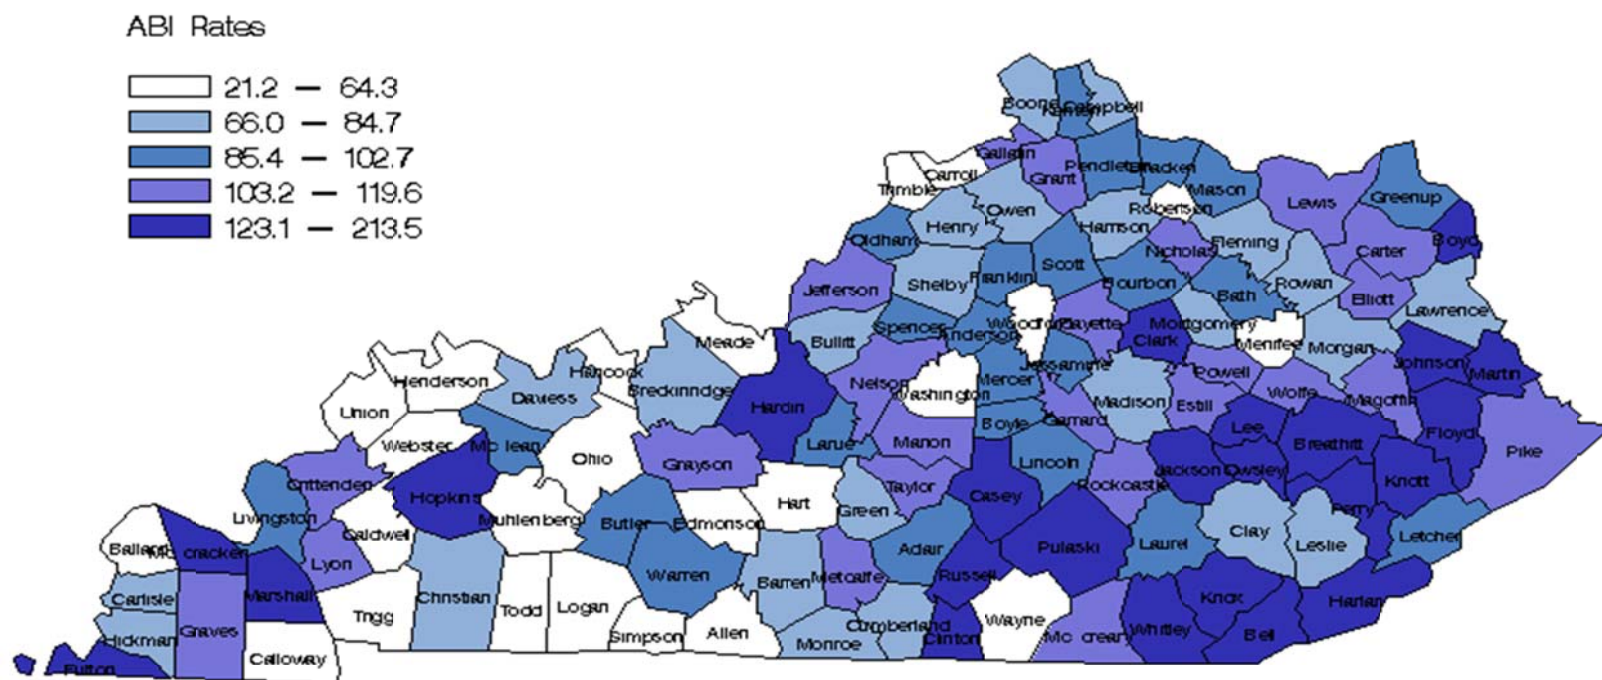 ABI Rates
21.2 — 64.3
66.0 — 84.7
85.4 — 102.7
103.2 — 119.6
123.1 — 213.5
Boone
Campbell
Gallatin
Grant
Pendleton
Bracken
Carroll
Trimble
Mason
Robertson
Lewis
Greenup
Owen
Henry
Harrison
Oldham
Nicholas
Fleming
Carter
Boyd
Jefferson
Shelby
Franklin
Scott
Bourbon
Bath
Rowan
Elliott
Lawrence
Meade
Bullitt
Spencer
Anderson
Woodford
Fayette
Clark
Montgomery
Menifee
Morgan
Johnson
Martin
Henderson
Hancock
Breckinridge
Daviess
Union
Hardin
Nelson
Washington
Mercer
Jessamine
Madison
Estill
Powell
Wolfe
Magoffin
Floyd
Pike
Webster
Mc lean
Ohio
Grayson
Larue
Marion
Boyle
Garrard
Lincoln
Lee
Breathitt
Knott
Crittenden
Hopkins
Muhlenberg
Butler
Edmonson
Hart
Green
Taylor
Casey
Rockcastle
Jackson
Owsley
Perry
Letcher
Livingston
Caldwell
Lyon
Ballard
Mc cracken
Marshall
Carlisle
Graves
Hickman
Fulton
Calloway
Trigg
Christian
Todd
Logan
Simpson
Warren
Allen
Barren
Metcalfe
Monroe
Cumberland
Adair
Russell
Clinton
Pulaski
Wayne
Mc creary
Laurel
Clay
Leslie
Whitley
Knox
Bell
Harlan